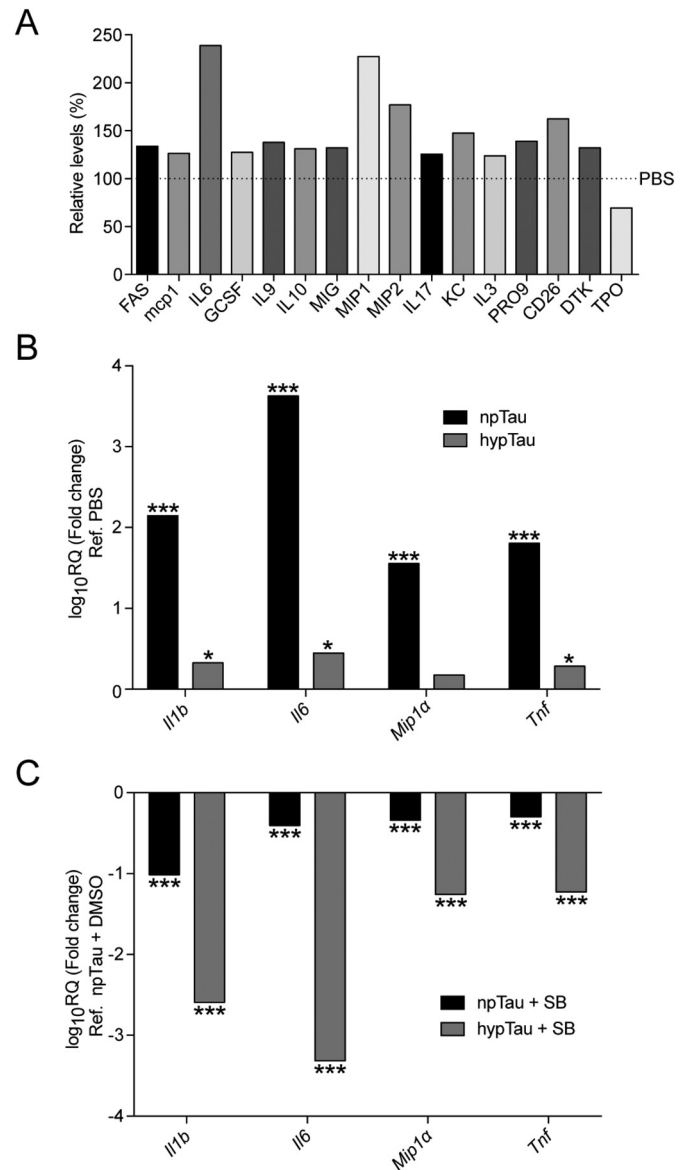 A
Relative levels (%)
250
200
150
100
50
0
PBS
FAS
mcp1
IL6
GCSF
IL9
IL10
MIG
MIP1
MIP2
IL17
KC
IL3
PRO9
CD26
DTK
TPO
B
log10RQ (Fold change)
Ref. PBS
4
3
2
1
0
***
*
***
*
***
***
*
npTau
hypTau
Il1b
Il6
Mip1α
Tnf
C
log10RQ (Fold change)
Ref. npTau + DMSO
0
-1
-2
-3
-4
***
***
***
***
***
***
***
***
npTau + SB
hypTau + SB
Il1b
Il6
Mip1α
Tnf